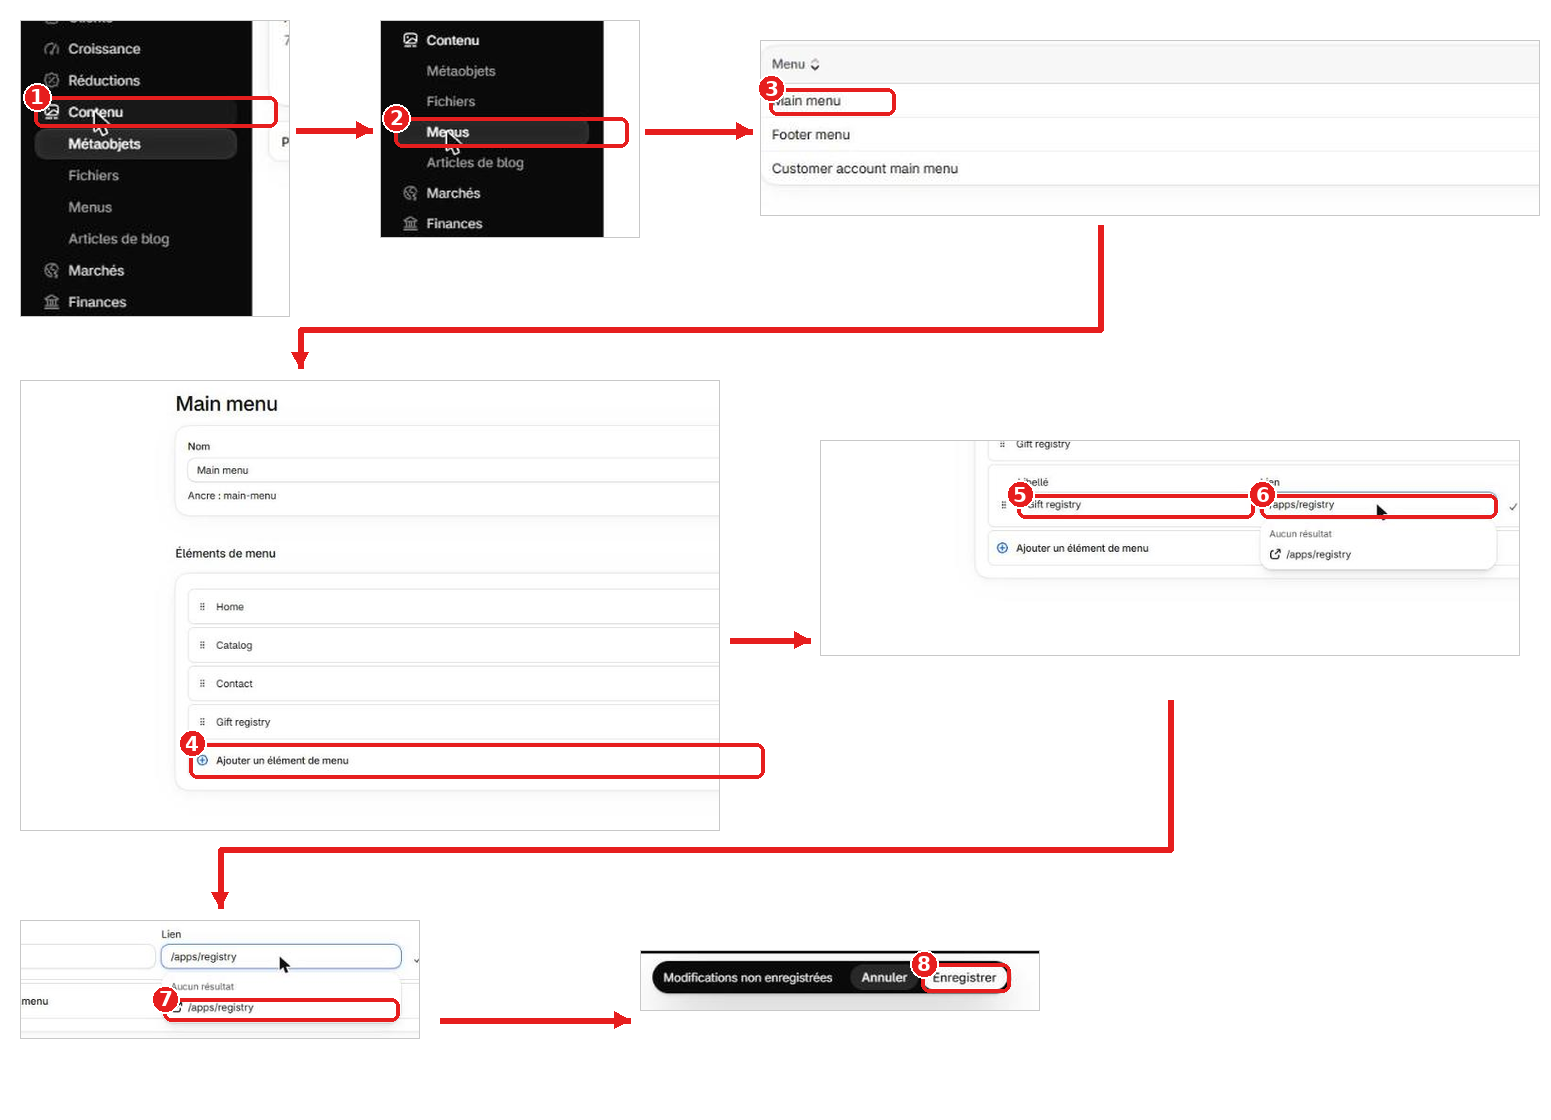 Croissance
Réductions
1
Contenu
Métaobjets
Fichiers
Menus
Articles de blog
Marchés
Finances
7
P
Contenu
Métaobjets
Fichiers
2
Menus
Articles de blog
Marchés
Finances
Menu
3
Main menu
Footer menu
Customer account main menu
Main menu
Nom
Main menu
Ancre : main-menu
Éléments de menu
Home
Catalog
Contact
Gift registry
4
Ajouter un élément de menu
Gift registry
5
Gift registry
6
/apps/registry
Aucun résultat
/apps/registry
Ajouter un élément de menu
Lien
/apps/registry
Aucun résultat
menu
7
/apps/registry
Modifications non enregistrées
Annuler
8
Enregistrer